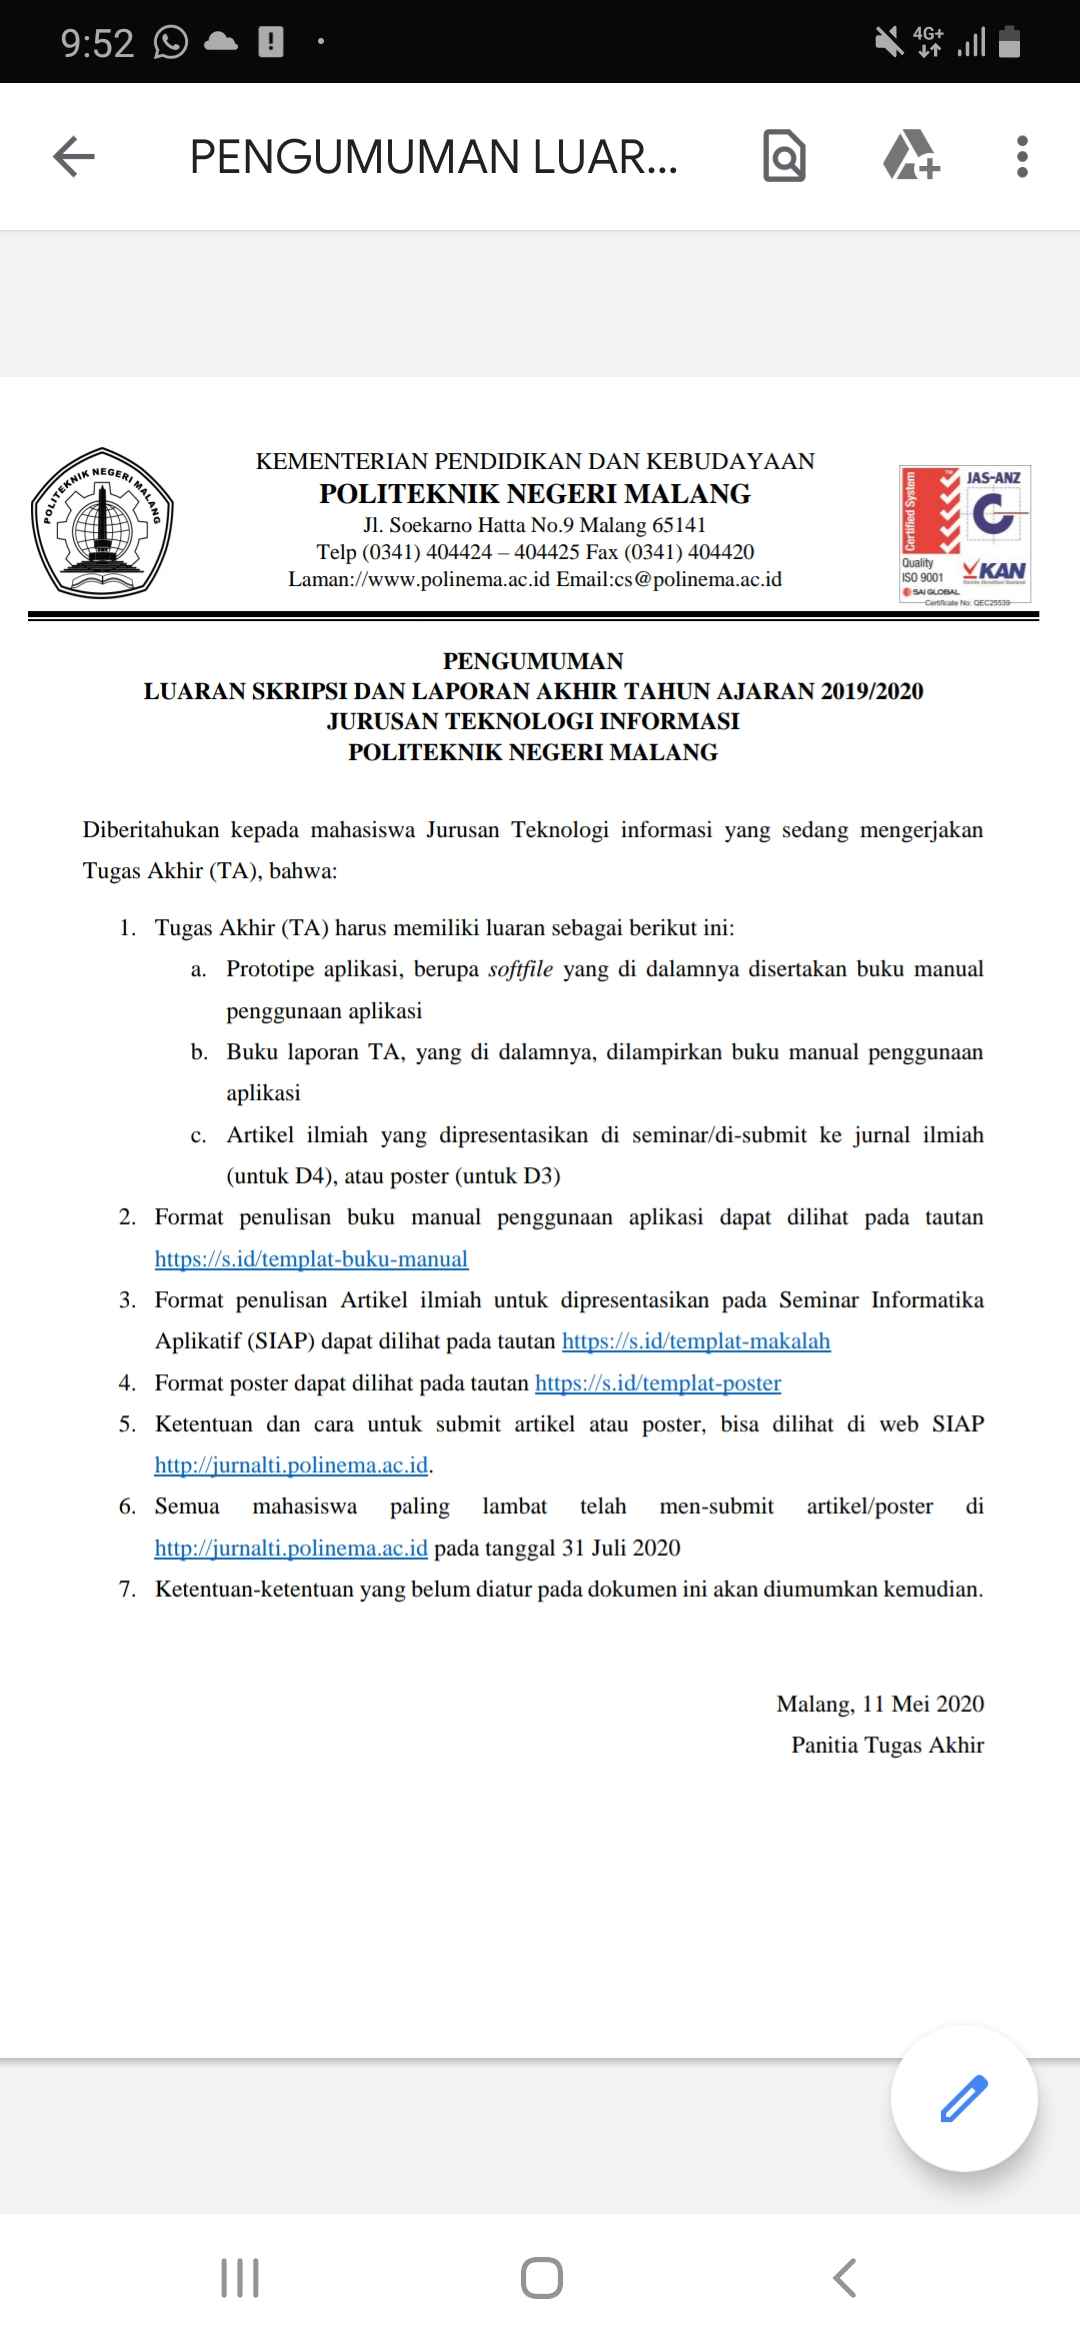 9:52
4G+
PENGUMUMAN LUAR...
POLITEKNIK NEGERI MALANG
KEMENTERIAN PENDIDIKAN DAN KEBUDAYAAN
POLITEKNIK NEGERI MALANG
Jl. Soekarno Hatta No.9 Malang 65141
Telp (0341) 404424 – 404425 Fax (0341) 404420
Laman://www.polinema.ac.id Email:cs@polinema.ac.id
Certified System
JAS-ANZ
Quality
ISO 9001
KAN
SAI GLOBAL
Certificate No: QEC25539
PENGUMUMAN
LUARAN SKRIPSI DAN LAPORAN AKHIR TAHUN AJARAN 2019/2020
JURUSAN TEKNOLOGI INFORMASI
POLITEKNIK NEGERI MALANG
Diberitahukan kepada mahasiswa Jurusan Teknologi informasi yang sedang mengerjakan
Tugas Akhir (TA), bahwa:
1. Tugas Akhir (TA) harus memiliki luaran sebagai berikut ini:
a. Prototipe aplikasi, berupa softfile yang di dalamnya disertakan buku manual
penggunaan aplikasi
b. Buku laporan TA, yang di dalamnya, dilampirkan buku manual penggunaan
aplikasi
c. Artikel ilmiah yang dipresentasikan di seminar/di-submit ke jurnal ilmiah
(untuk D4), atau poster (untuk D3)
2. Format penulisan buku manual penggunaan aplikasi dapat dilihat pada tautan
https://s.id/templat-buku-manual
3. Format penulisan Artikel ilmiah untuk dipresentasikan pada Seminar Informatika
Aplikatif (SIAP) dapat dilihat pada tautan https://s.id/templat-makalah
4. Format poster dapat dilihat pada tautan https://s.id/templat-poster
5. Ketentuan dan cara untuk submit artikel atau poster, bisa dilihat di web SIAP
http://jurnalti.polinema.ac.id.
6. Semua mahasiswa paling lambat telah men-submit artikel/poster di
http://jurnalti.polinema.ac.id pada tanggal 31 Juli 2020
7. Ketentuan-ketentuan yang belum diatur pada dokumen ini akan diumumkan kemudian.
Malang, 11 Mei 2020
Panitia Tugas Akhir